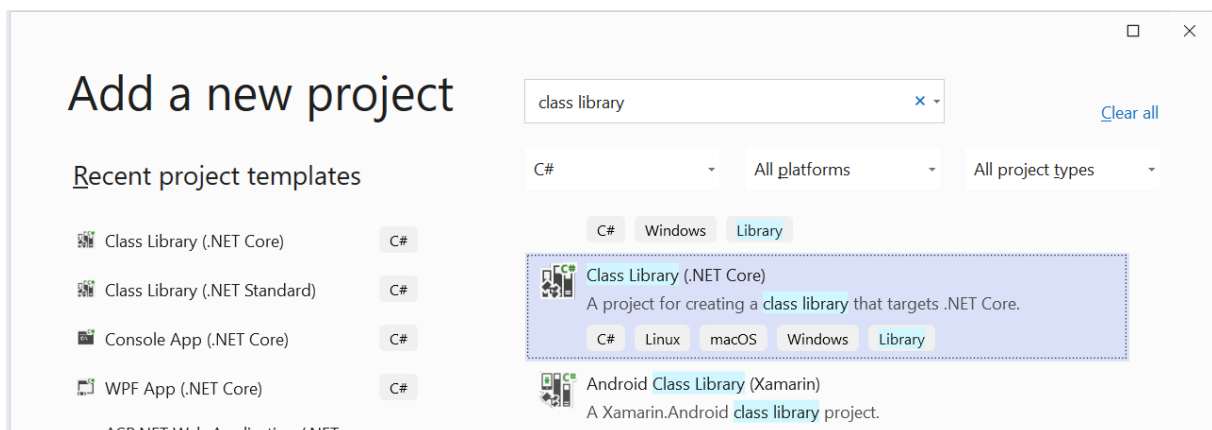 Add a new project
class library
Clear all
Recent project templates
C#
All platforms
All project types
Class Library (.NET Core) C#
Class Library (.NET Standard) C#
Console App (.NET Core) C#
WPF App (.NET Core) C#
C# Windows Library
Class Library (.NET Core)
A project for creating a class library that targets .NET Core.
C# Linux macOS Windows Library
Android Class Library (Xamarin)
A Xamarin.Android class library project.